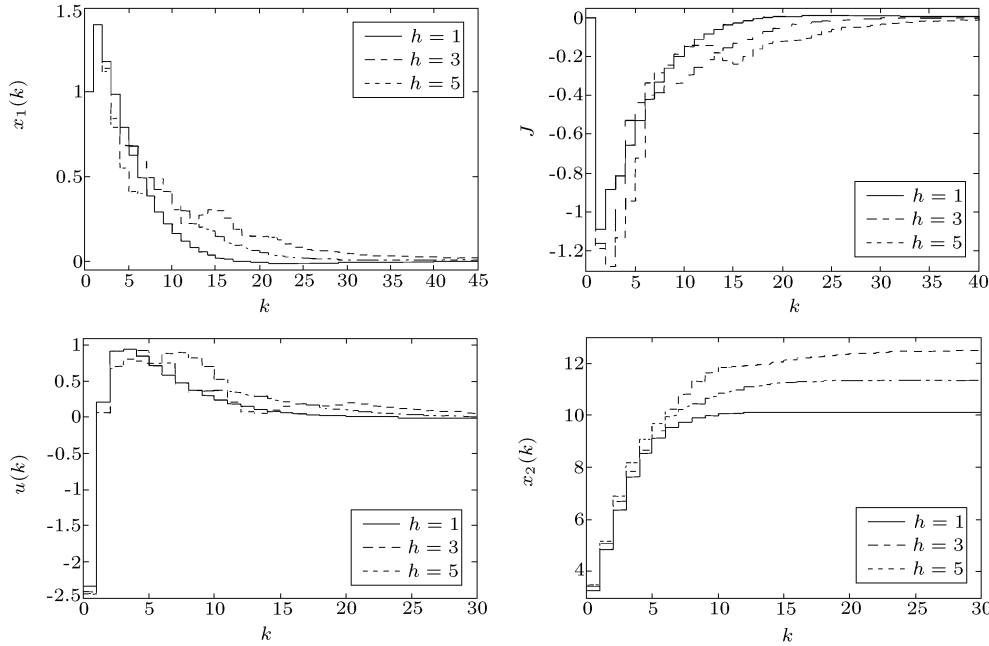 1.5
1
0.5
0
x₁(k)
h = 1
h = 3
h = 5
0 5 10 15 20 25 30 35 40 45
k
0
-0.2
-0.4
-0.6
-0.8
-1
-1.2
J
h = 1
h = 3
h = 5
0 5 10 15 20 25 30 35 40
k
1
0.5
0
-0.5
-1
-1.5
-2
-2.5
u(k)
h = 1
h = 3
h = 5
0 5 10 15 20 25 30
k
12
10
8
6
4
x₂(k)
h = 1
h = 3
h = 5
0 5 10 15 20 25 30
k